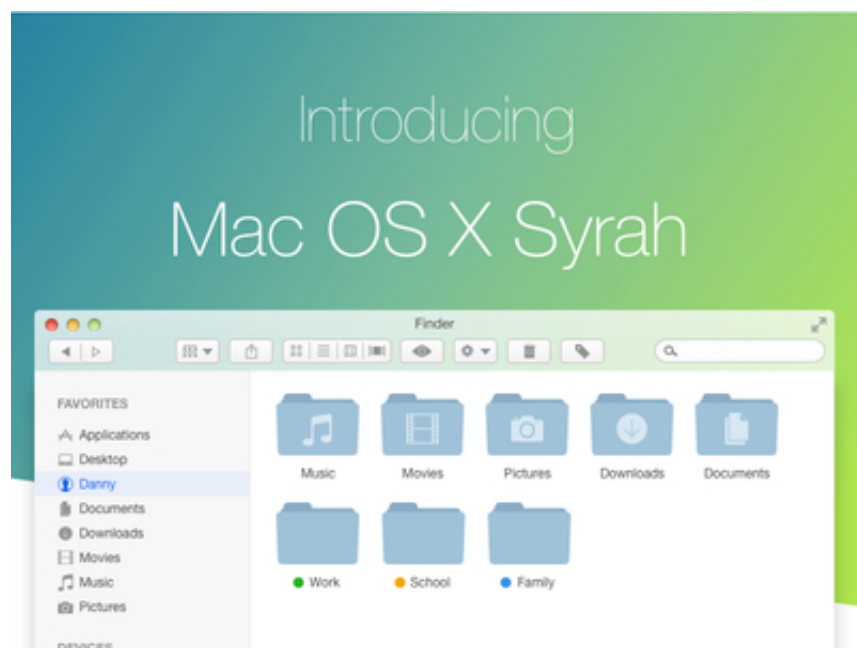 Introducing
Mac OS X Syrah
Finder
FAVORITES
Applications
Desktop
Danny
Documents
Downloads
Movies
Music
Pictures
DEVICES
Music Movies Pictures Downloads Documents
Work School Family